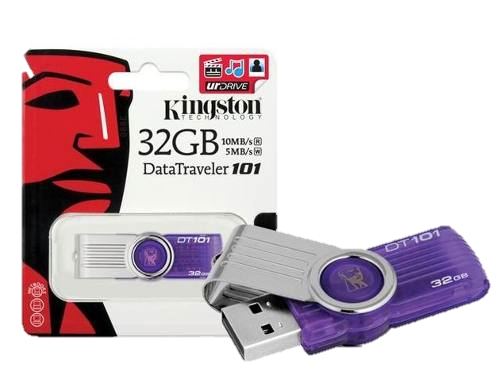 urDRIVE
Kingston
TECHNOLOGY
32GB 10MB/s R
5MB/s W
DataTraveler 101
DT101
32GB
DT101
32GB